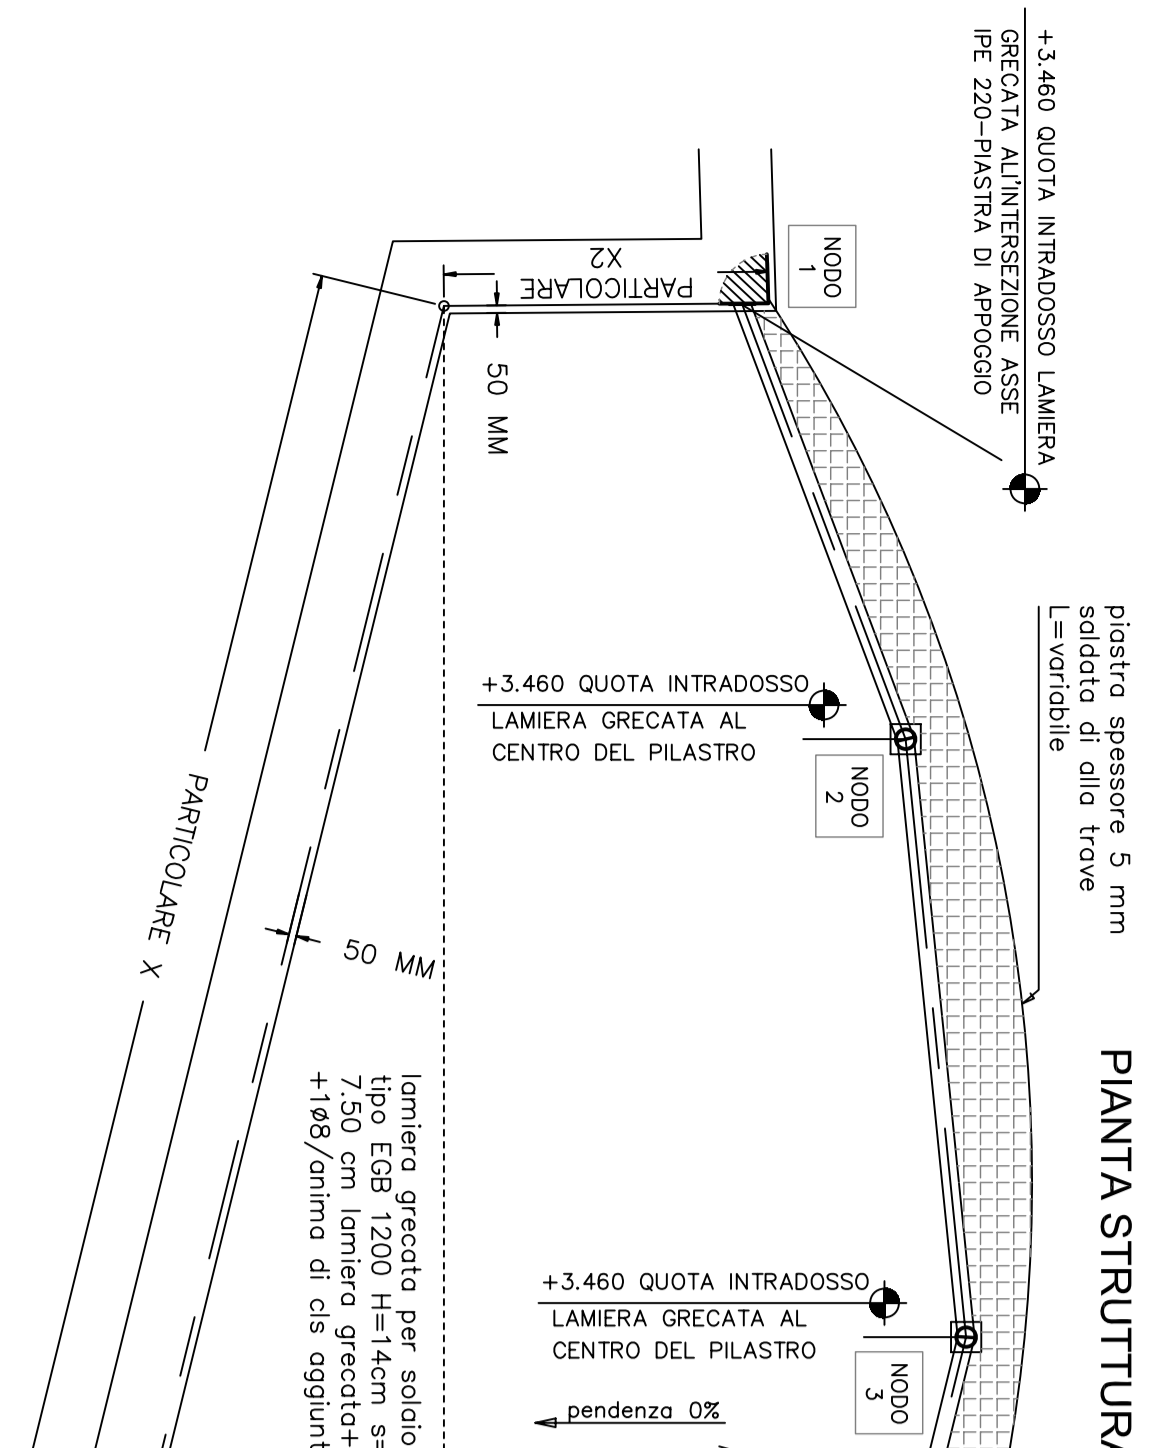 +3.460 QUOTA INTRADOSSO LAMIERA
GRECATA ALl'INTERSEZIONE ASSE
IPE 220-PIASTRA DI APPOGGIO
NODO
1
PARTICOLARE
X2
50 MM
piastra spessore 5 mm
saldata di alla trave
L=variabile
+3.460 QUOTA INTRADOSSO
LAMIERA GRECATA AL
CENTRO DEL PILASTRO
NODO
2
PARTICOLARE X
50 MM
PIANTA STRUTTURA
lamiera grecata per solaio
tipo EGB 1200 H=14cm s=
7.50 cm lamiera grecata+
+1ø8/anima di cls aggiunt
+3.460 QUOTA INTRADOSSO
LAMIERA GRECATA AL
CENTRO DEL PILASTRO
NODO
3
pendenza 0%